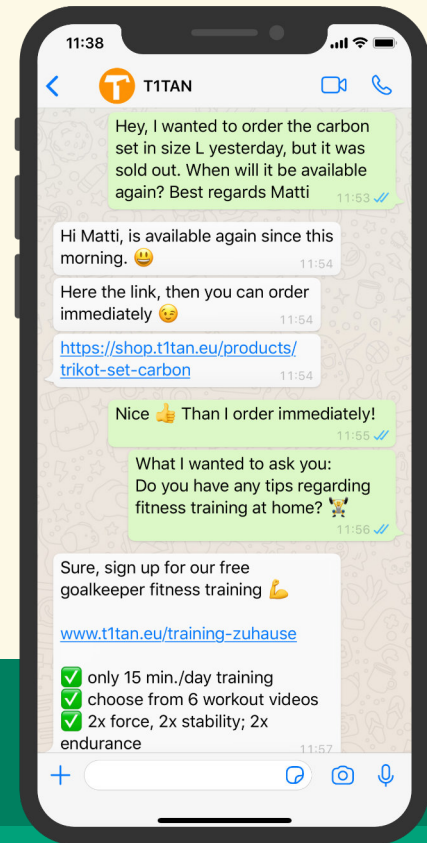 11:38
T1TAN
Hey, I wanted to order the carbon
set in size L yesterday, but it was
sold out. When will it be available
again? Best regards Matti
11:53
Hi Matti, is available again since this
morning. 😃
11:54
Here the link, then you can order
immediately 😉
11:54
https://shop.t1tan.eu/products/
trikot-set-carbon
11:54
Nice 👍 Than I order immediately!
11:55
What I wanted to ask you:
Do you have any tips regarding
fitness training at home? 🏋️
11:56
Sure, sign up for our free
goalkeeper fitness training 💪
www.t1tan.eu/training-zuhause
✅ only 15 min./day training
✅ choose from 6 workout videos
✅ 2x force, 2x stability; 2x
endurance
11:57